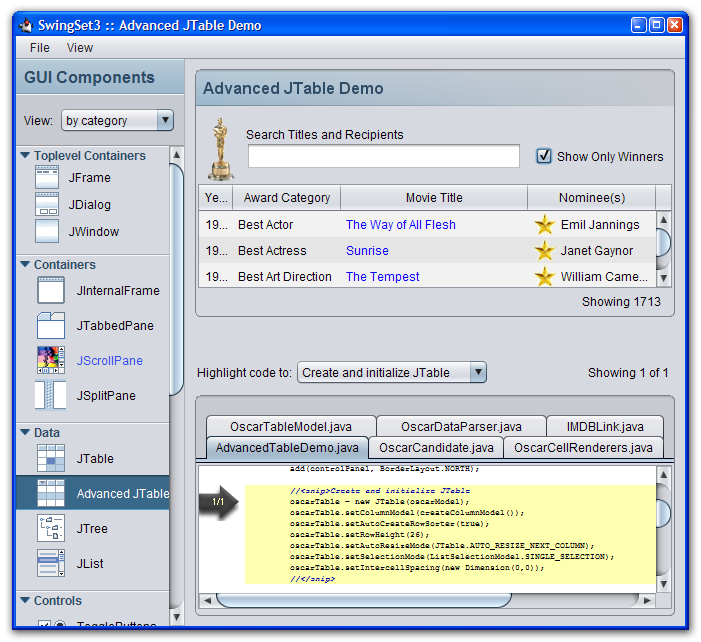 SwingSet3 :: Advanced JTable Demo
File View
GUI Components
View: by category
Toplevel Containers
JFrame
JDialog
JWindow
Containers
JInternalFrame
JTabbedPane
JScrollPane
JSplitPane
Data
JTable
Advanced JTable
JTree
JList
Controls
ToggleButtons
Advanced JTable Demo
Search Titles and Recipients
Show Only Winners
Ye... Award Category Movie Title Nominee(s)
19... Best Actor The Way of All Flesh Emil Jannings
19... Best Actress Sunrise Janet Gaynor
19... Best Art Direction The Tempest William Came...
Showing 1713
Highlight code to: Create and initialize JTable Showing 1 of 1
OscarTableModel.java OscarDataParser.java IMDBLink.java
AdvancedTableDemo.java OscarCandidate.java OscarCellRenderers.java
add(controlPanel, BorderLayout.NORTH);
1/1
//<snip>Create and initialize JTable
oscarTable = new JTable(oscarModel);
oscarTable.setColumnModel(createColumnModel());
oscarTable.setAutoCreateRowSorter(true);
oscarTable.setRowHeight(26);
oscarTable.setAutoResizeMode(JTable.AUTO_RESIZE_NEXT_COLUMN);
oscarTable.setSelectionMode(ListSelectionModel.SINGLE_SELECTION);
oscarTable.setIntercellSpacing(new Dimension(0,0));
//</snip>